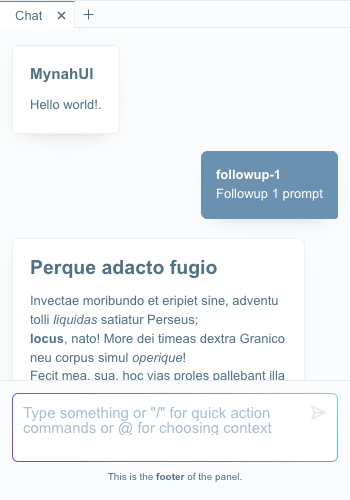 Chat
MynahUI
Hello world!.
followup-1
Followup 1 prompt
Perque adacto fugio
Invectae moribundo et eripiet sine, adventu
tolli liquidas satiatur Perseus;
locus, nato! More dei timeas dextra Granico
neu corpus simul operique!
Fecit mea, sua, hoc vias proles pallebant illa
Type something or "/" for quick action
commands or @ for choosing context
This is the footer of the panel.